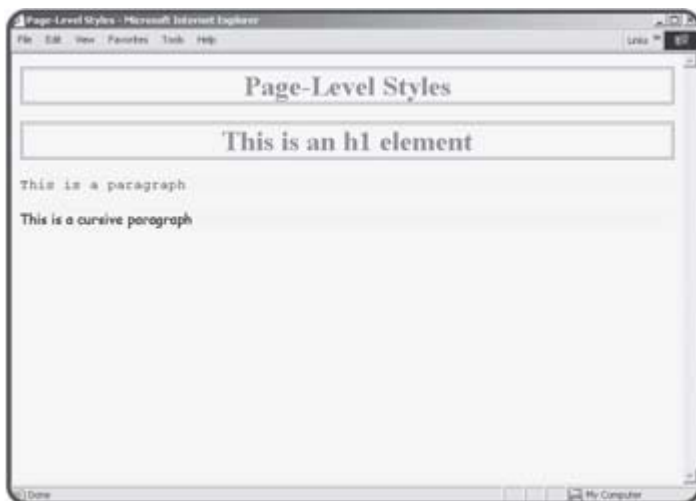 Page-Level Styles - Microsoft Internet Explorer
File Edit View Favorites Tools Help
Links »
Page-Level Styles
This is an h1 element
This is a paragraph
This is a cursive paragraph
Done
My Computer